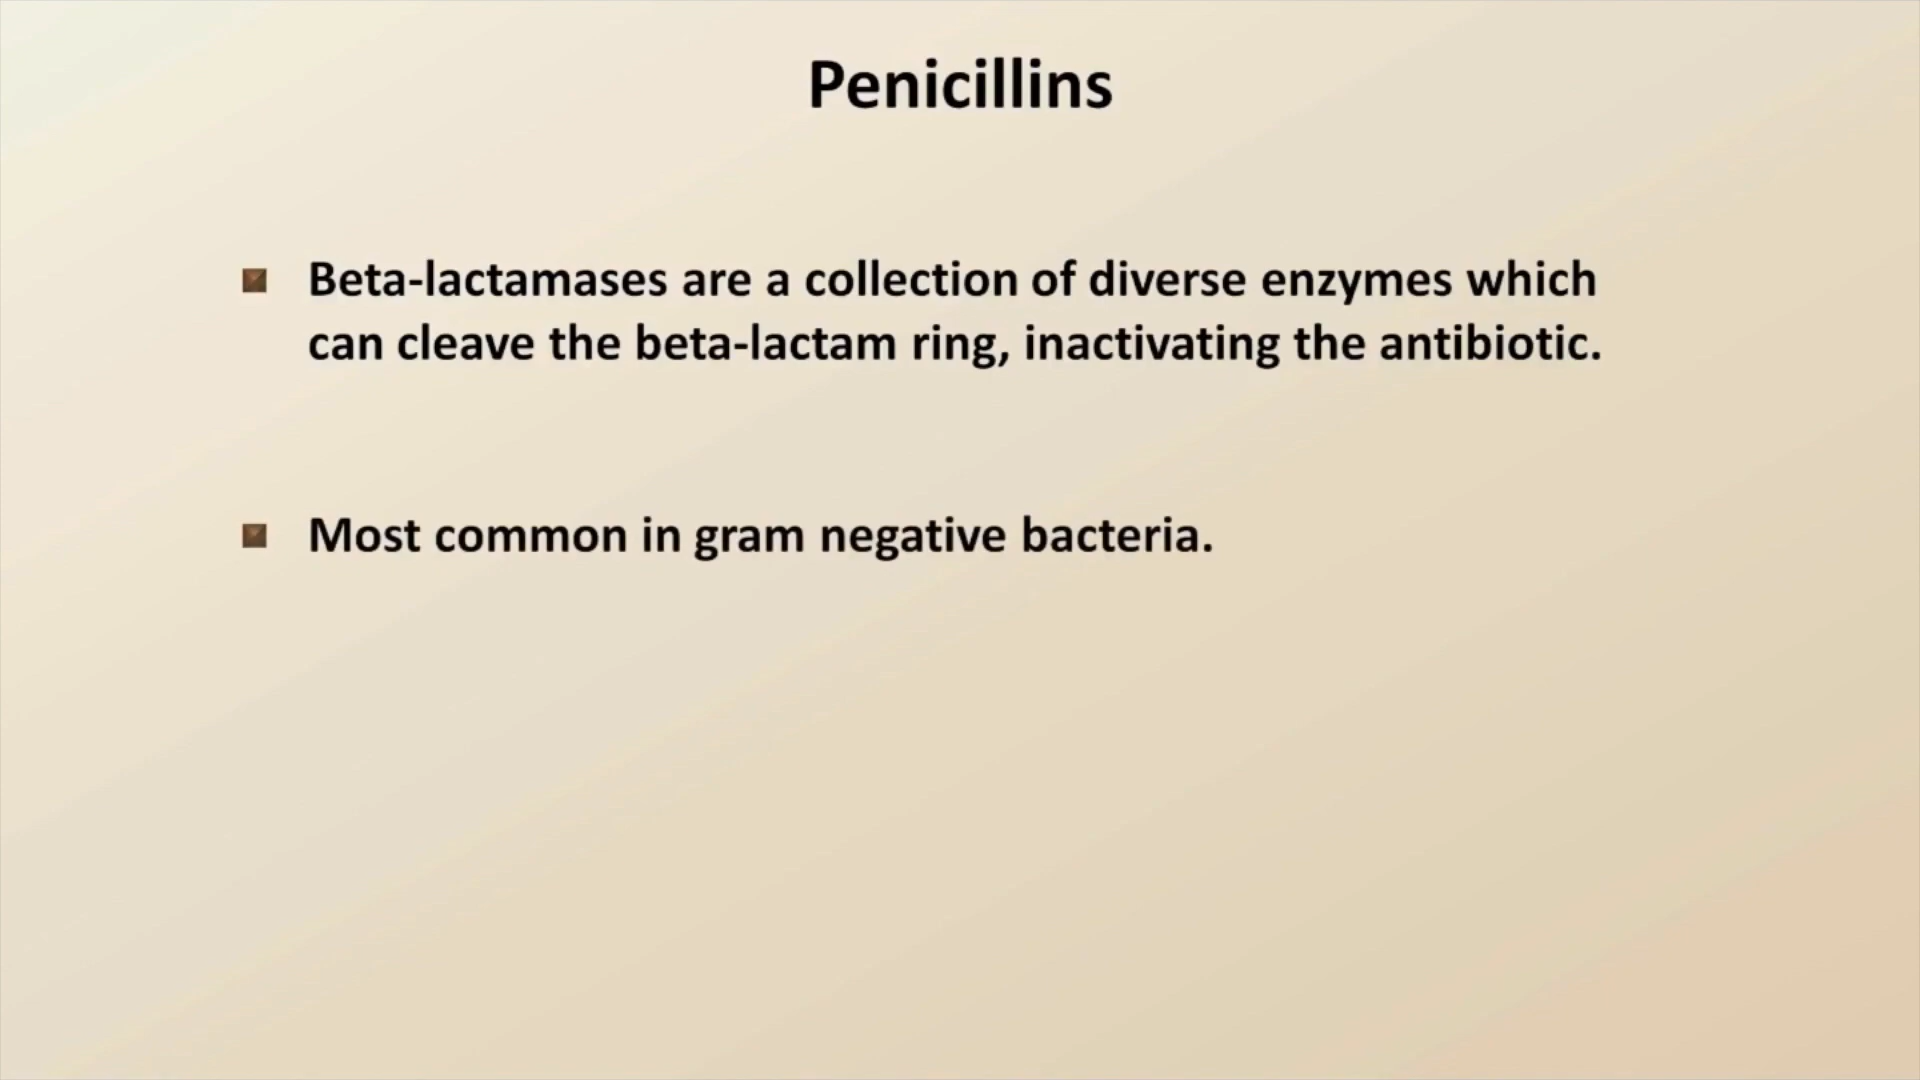 Penicillins
Beta-lactamases are a collection of diverse enzymes which
can cleave the beta-lactam ring, inactivating the antibiotic.
Most common in gram negative bacteria.